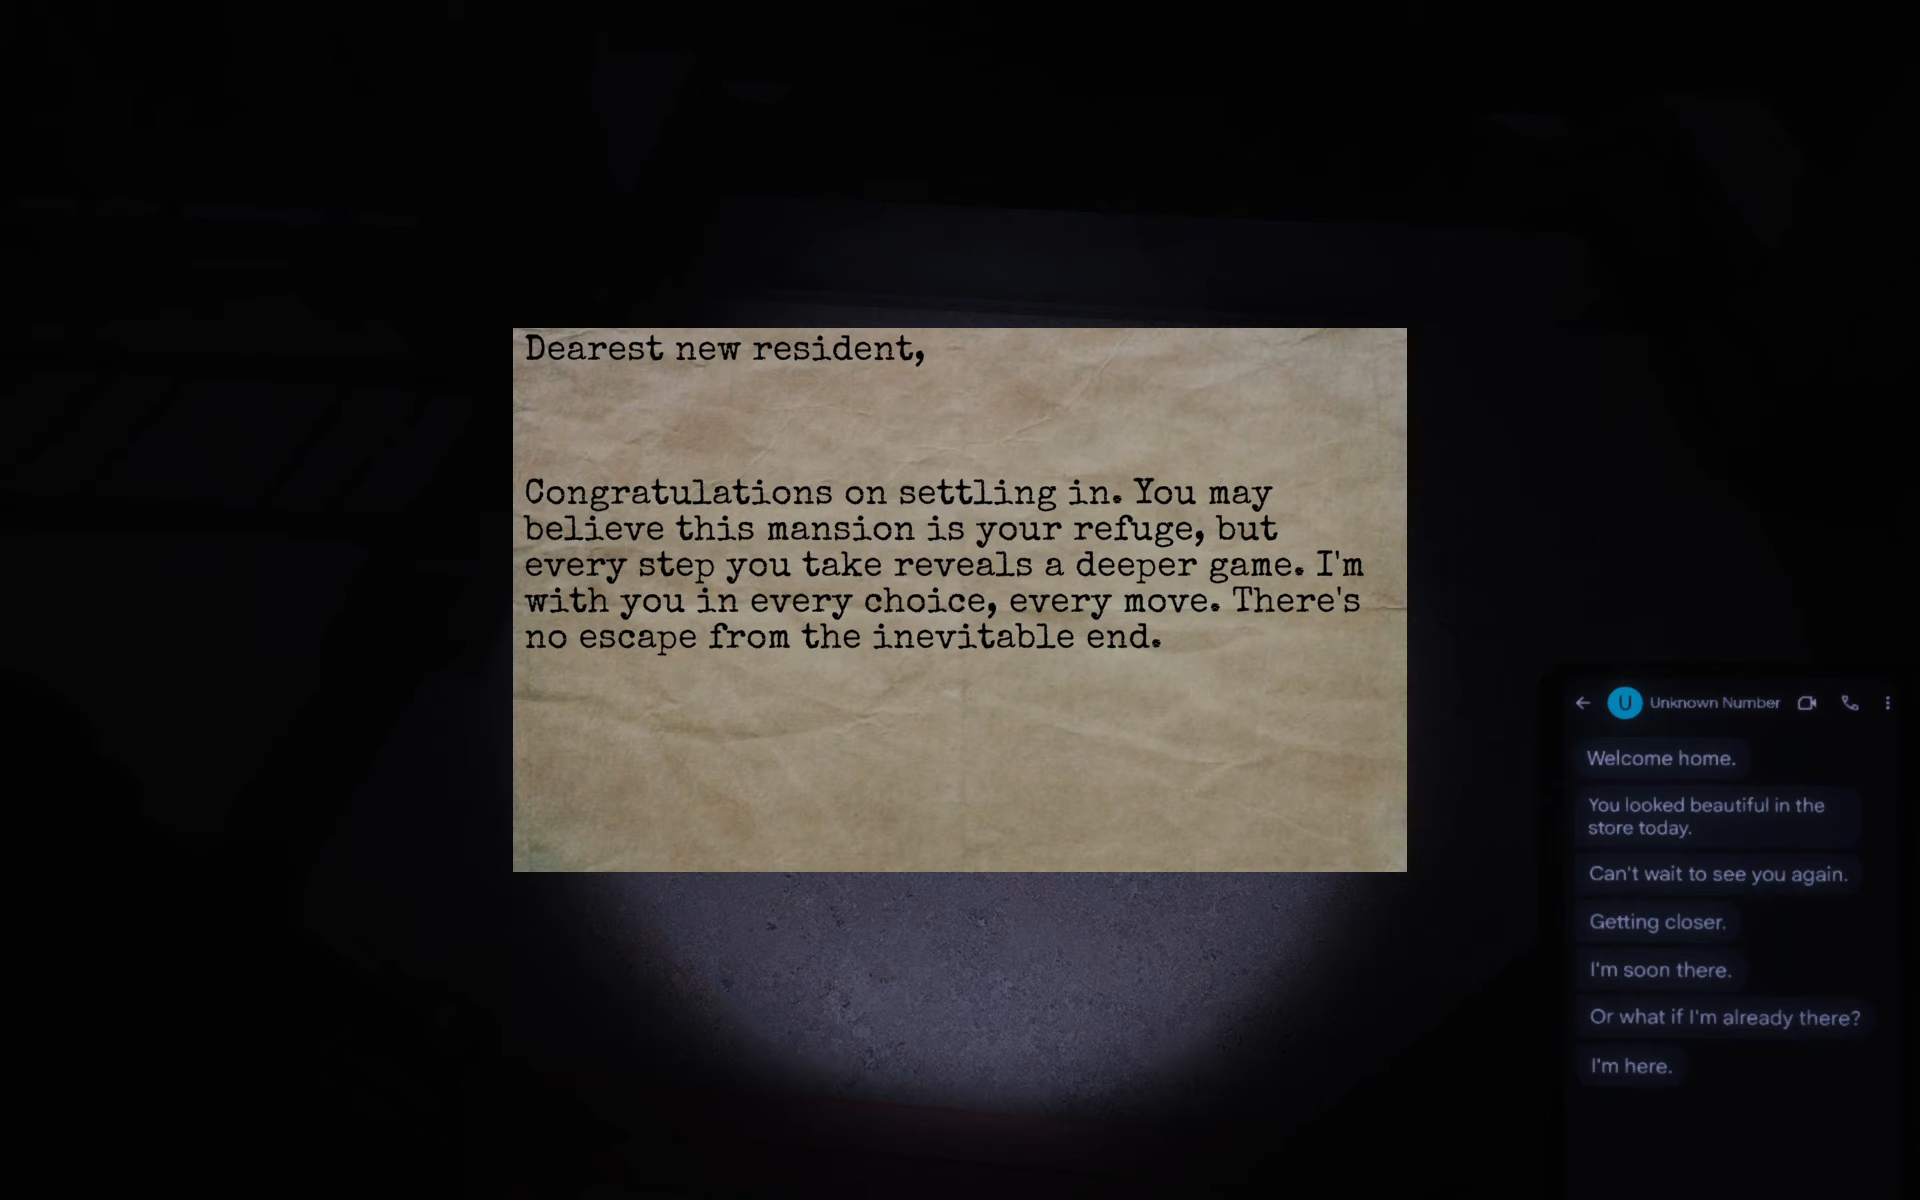 Dearest new resident,
Congratulations on settling in. You may
believe this mansion is your refuge, but
every step you take reveals a deeper game. I'm
with you in every choice, every move. There's
no escape from the inevitable end.
U Unknown Number
Welcome home.
You looked beautiful in the
store today.
Can't wait to see you again.
Getting closer.
I'm soon there.
Or what if I'm already there?
I'm here.